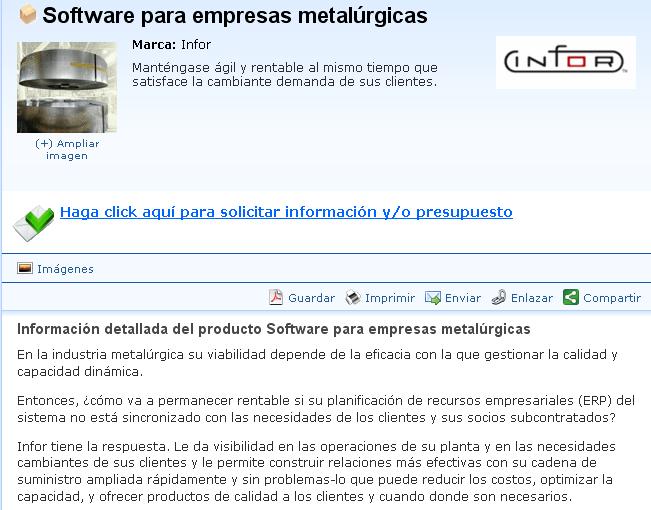 Software para empresas metalúrgicas
Marca: Infor
Manténgase ágil y rentable al mismo tiempo que
satisface la cambiante demanda de sus clientes.
INFOR
(+) Ampliar
imagen
Haga click aquí para solicitar información y/o presupuesto
Imágenes
Guardar Imprimir Enviar Enlazar Compartir
Información detallada del producto Software para empresas metalúrgicas
En la industria metalúrgica su viabilidad depende de la eficacia con la que gestionar la calidad y
capacidad dinámica.
Entonces, ¿cómo va a permanecer rentable si su planificación de recursos empresariales (ERP) del
sistema no está sincronizado con las necesidades de los clientes y sus socios subcontratados?
Infor tiene la respuesta. Le da visibilidad en las operaciones de su planta y en las necesidades
cambiantes de sus clientes y le permite construir relaciones más efectivas con su cadena de
suministro ampliada rápidamente y sin problemas-lo que puede reducir los costos, optimizar la
capacidad, y ofrecer productos de calidad a los clientes y cuando donde son necesarios.